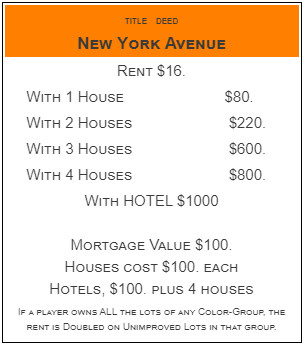 TITLE DEED
NEW YORK AVENUE
RENT $16.
WITH 1 HOUSE $80.
WITH 2 HOUSES $220.
WITH 3 HOUSES $600.
WITH 4 HOUSES $800.
WITH HOTEL $1000
MORTGAGE VALUE $100.
HOUSES COST $100. EACH
HOTELS, $100. PLUS 4 HOUSES
IF A PLAYER OWNS ALL THE LOTS OF ANY COLOR-GROUP, THE
RENT IS DOUBLED ON UNIMPROVED LOTS IN THAT GROUP.